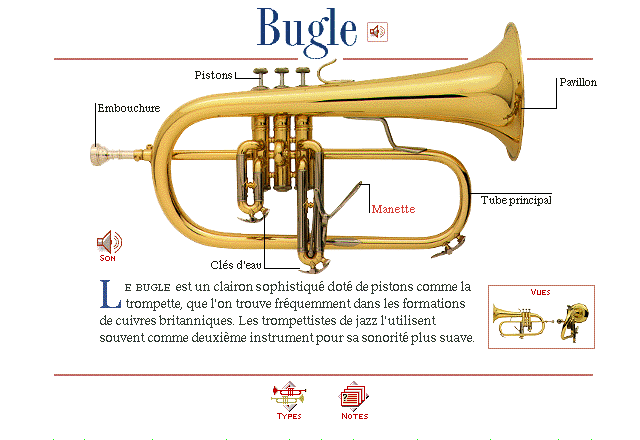 Bugle
Pistons
Pavillon
Embouchure
Tube principal
Manette
Son
Clés d'eau
LE BUGLE est un clairon sophistiqué doté de pistons comme la
trompette, que l'on trouve fréquemment dans les formations
de cuivres britanniques. Les trompettistes de jazz l'utilisent
souvent comme deuxième instrument pour sa sonorité plus suave.
VUES
TYPES
NOTES